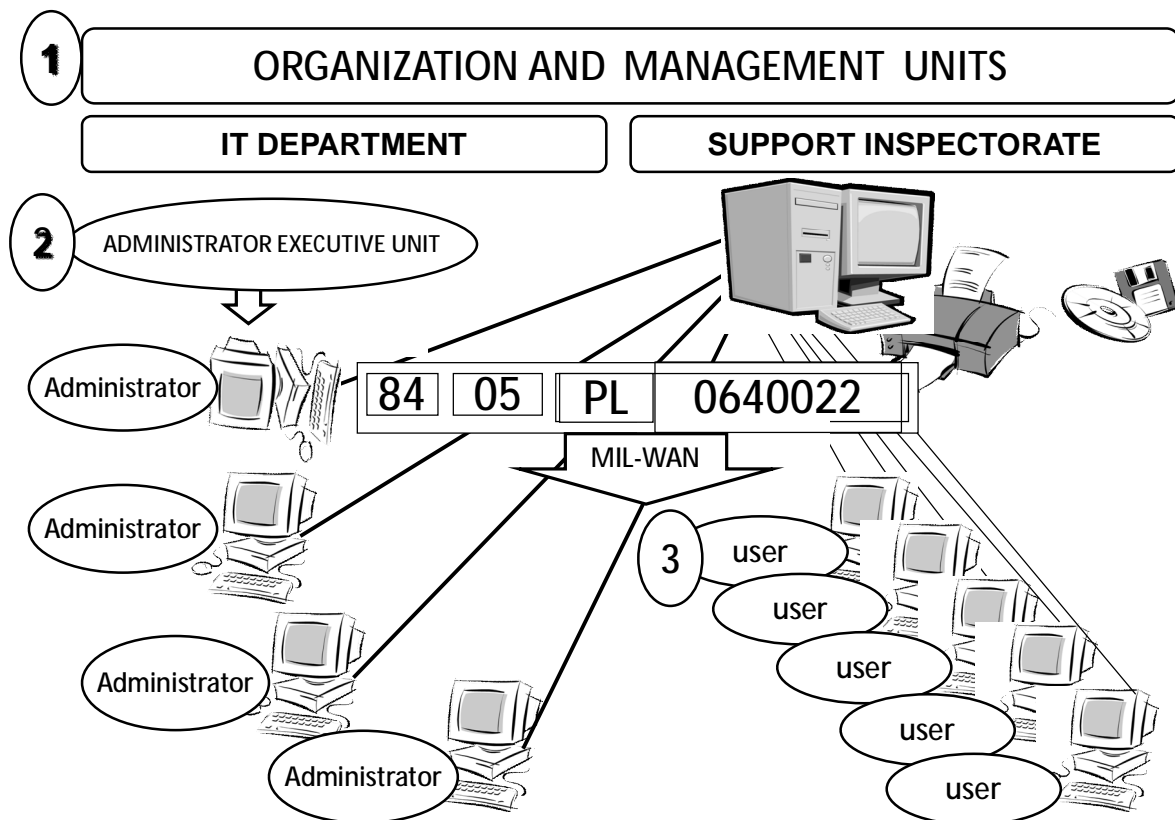 1
ORGANIZATION AND MANAGEMENT UNITS
IT DEPARTMENT
SUPPORT INSPECTORATE
2
ADMINISTRATOR EXECUTIVE UNIT
Administrator
84 05 PL 0640022
MIL-WAN
Administrator
3
user
user
Administrator
user
user
Administrator
user